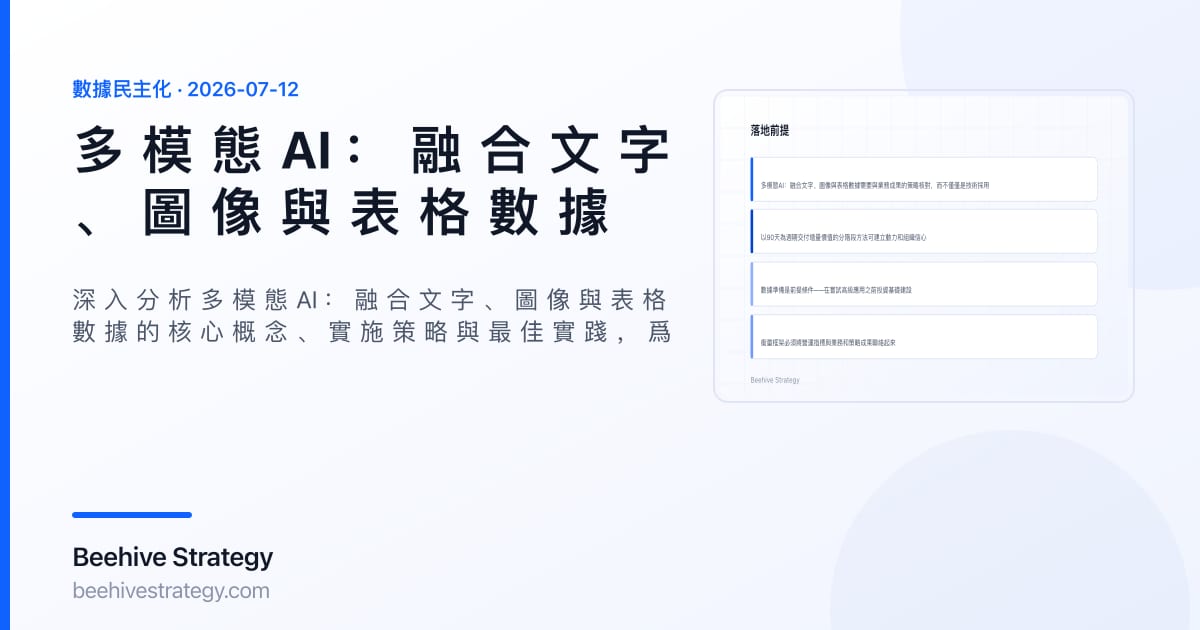 數據民主化 · 2026-07-12
多模態 AI：融合文字
、圖像與表格數據
深入分析多模態 AI：融合文字、圖像與表格
數據的核心概念、實施策略與最佳實踐，爲
落地前提
多模態AI：融合文字、圖像與表格數據需要與業務成果的策略校對，而不僅僅是技術採用
以90天為週期交付增量價值的分階段方法可建立動力和組織信心
數據準備是前提條件——在嘗試高級應用之前投資基礎建設
衡量框架必須將營運指標與業務和策略成果聯絡起來
Beehive Strategy
Beehive Strategy
beehivestrategy.com